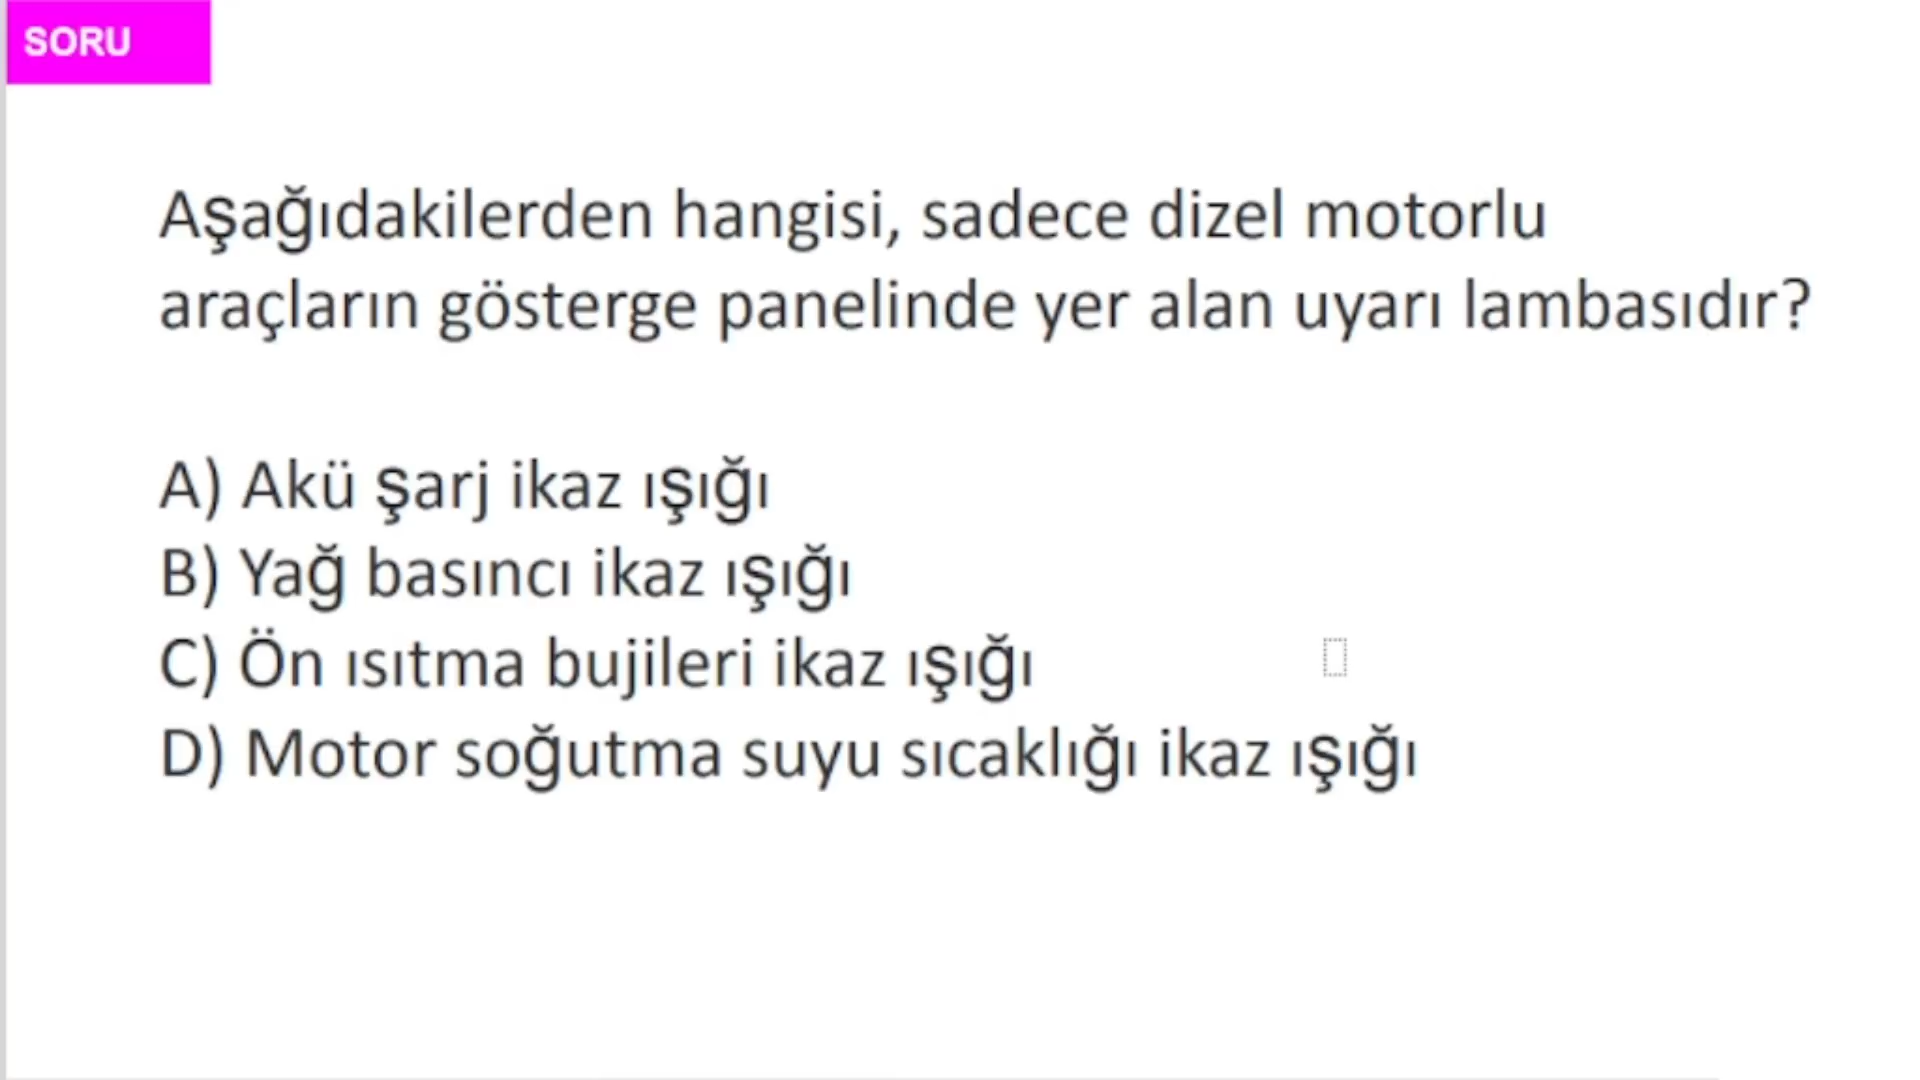 SORU
Aşağıdakilerden hangisi, sadece dizel motorlu
araçların gösterge panelinde yer alan uyarı lambasıdır?
A) Akü şarj ikaz ışığı
B) Yağ basıncı ikaz ışığı
C) Ön ısıtma bujileri ikaz ışığı
D) Motor soğutma suyu sıcaklığı ikaz ışığı